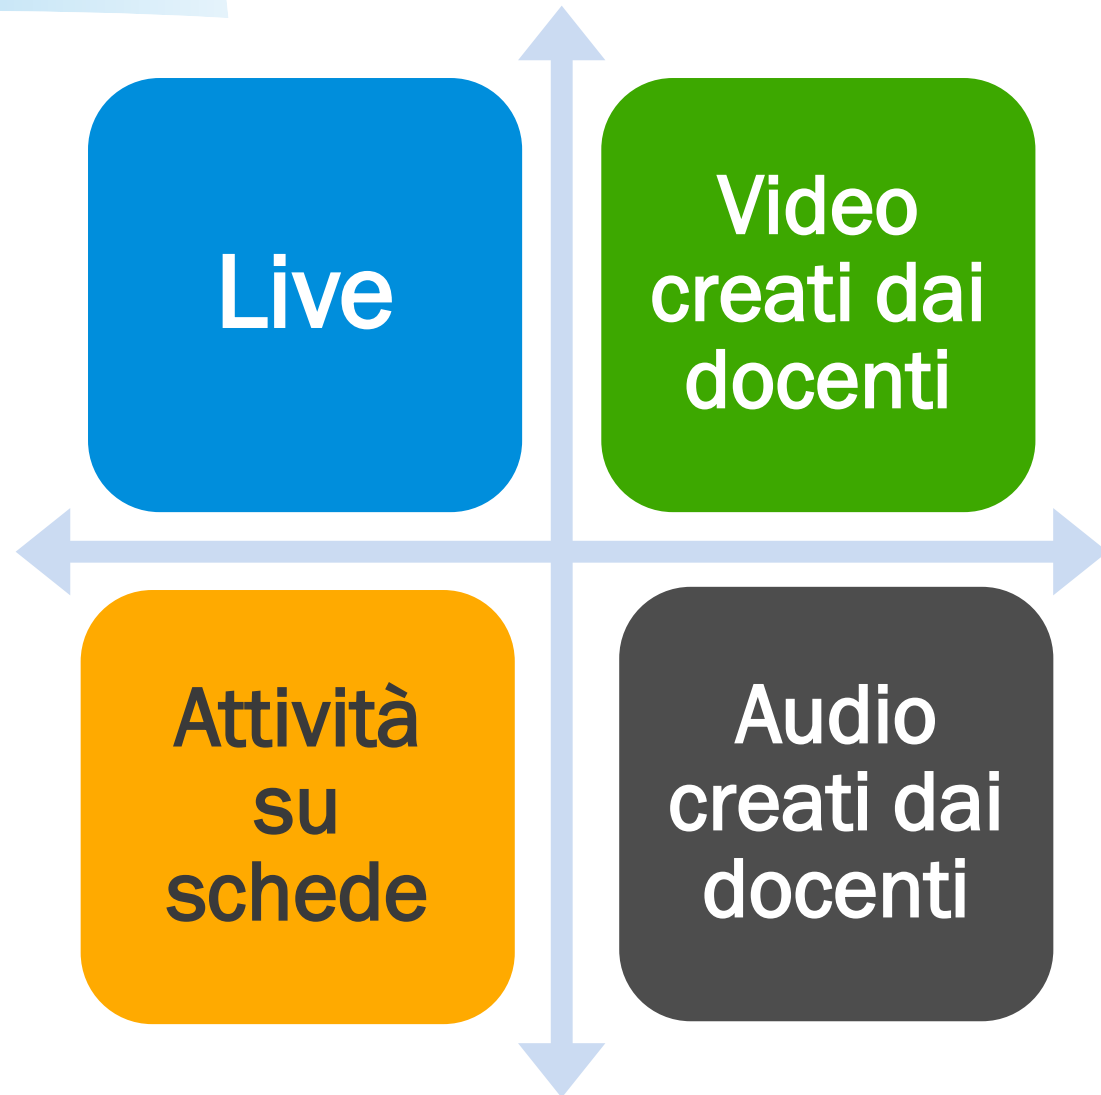 Live
Video
creati dai
docenti
Attività
su
schede
Audio
creati dai
docenti